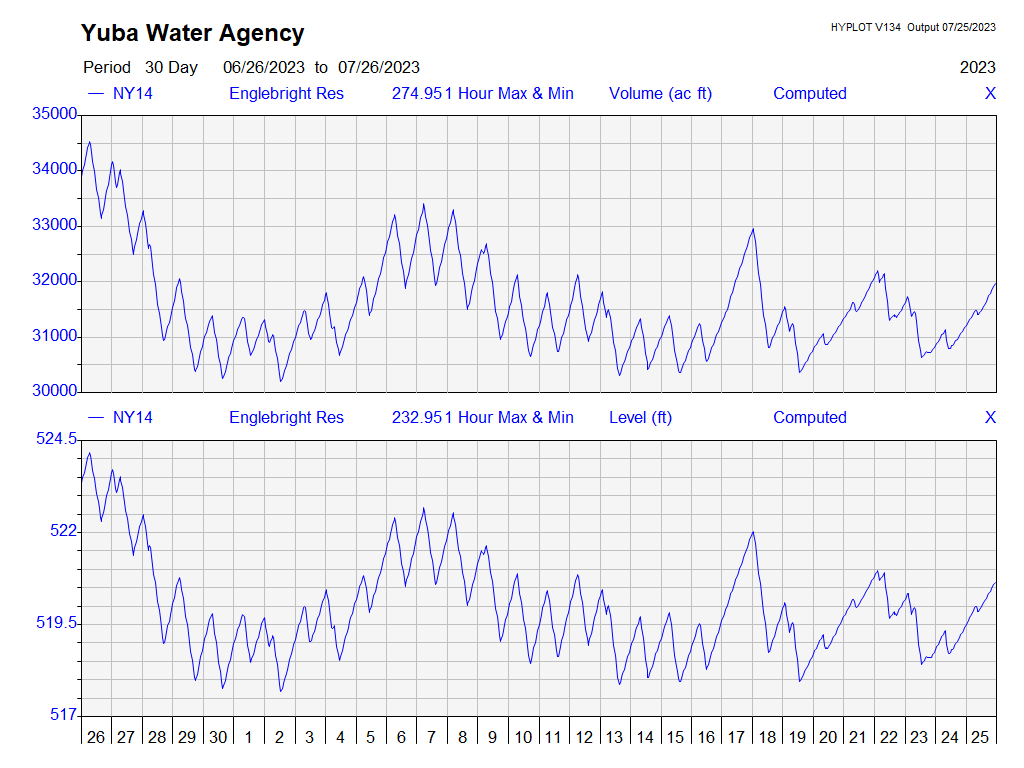 Yuba Water Agency
HYPLOT V134 Output 07/25/2023
Period 30 Day 06/26/2023 to 07/26/2023 2023
NY14 Englebright Res 274.951 Hour Max & Min Volume (ac ft) Computed X
35000
34000
33000
32000
31000
30000
NY14 Englebright Res 232.951 Hour Max & Min Level (ft) Computed X
524.5
522
519.5
517
26 27 28 29 30 1 2 3 4 5 6 7 8 9 10 11 12 13 14 15 16 17 18 19 20 21 22 23 24 25